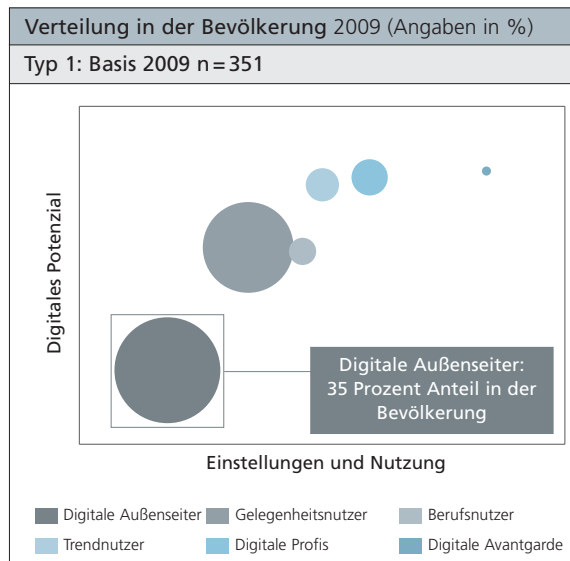 Verteilung in der Bevölkerung 2009 (Angaben in %)
Typ 1: Basis 2009 n=351
Digitales Potenzial
Digitale Außenseiter:
35 Prozent Anteil in der
Bevölkerung
Einstellungen und Nutzung
Digitale Außenseiter Gelegenheitsnutzer Berufsnutzer
Trendnutzer Digitale Profis Digitale Avantgarde